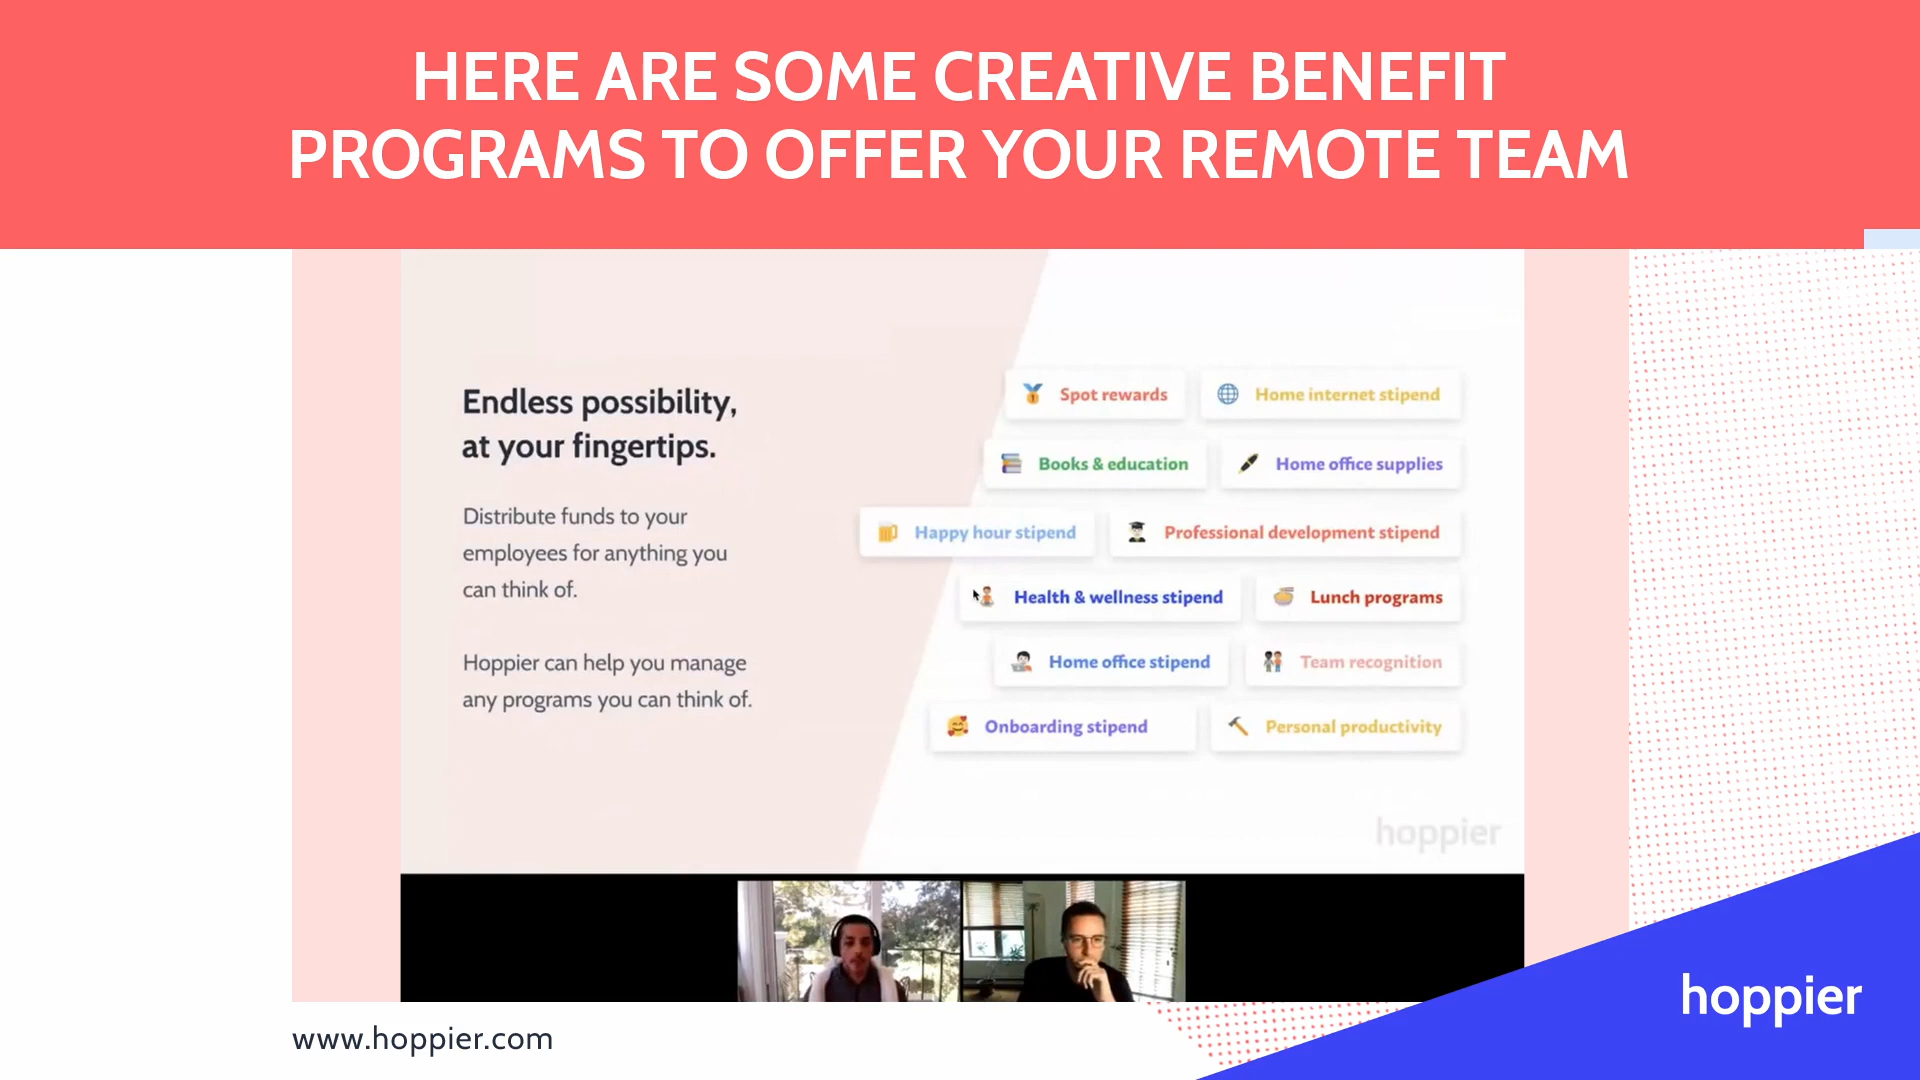 HERE ARE SOME CREATIVE BENEFIT
PROGRAMS TO OFFER YOUR REMOTE TEAM
Endless possibility,
at your fingertips.
Distribute funds to your
employees for anything you
can think of.
Hoppier can help you manage
any programs you can think of.
Spot rewards
Home internet stipend
Books & education
Home office supplies
Happy hour stipend
Professional development stipend
Health & wellness stipend
Lunch programs
Home office stipend
Team recognition
Onboarding stipend
Personal productivity
hoppier
www.hoppier.com
hoppier